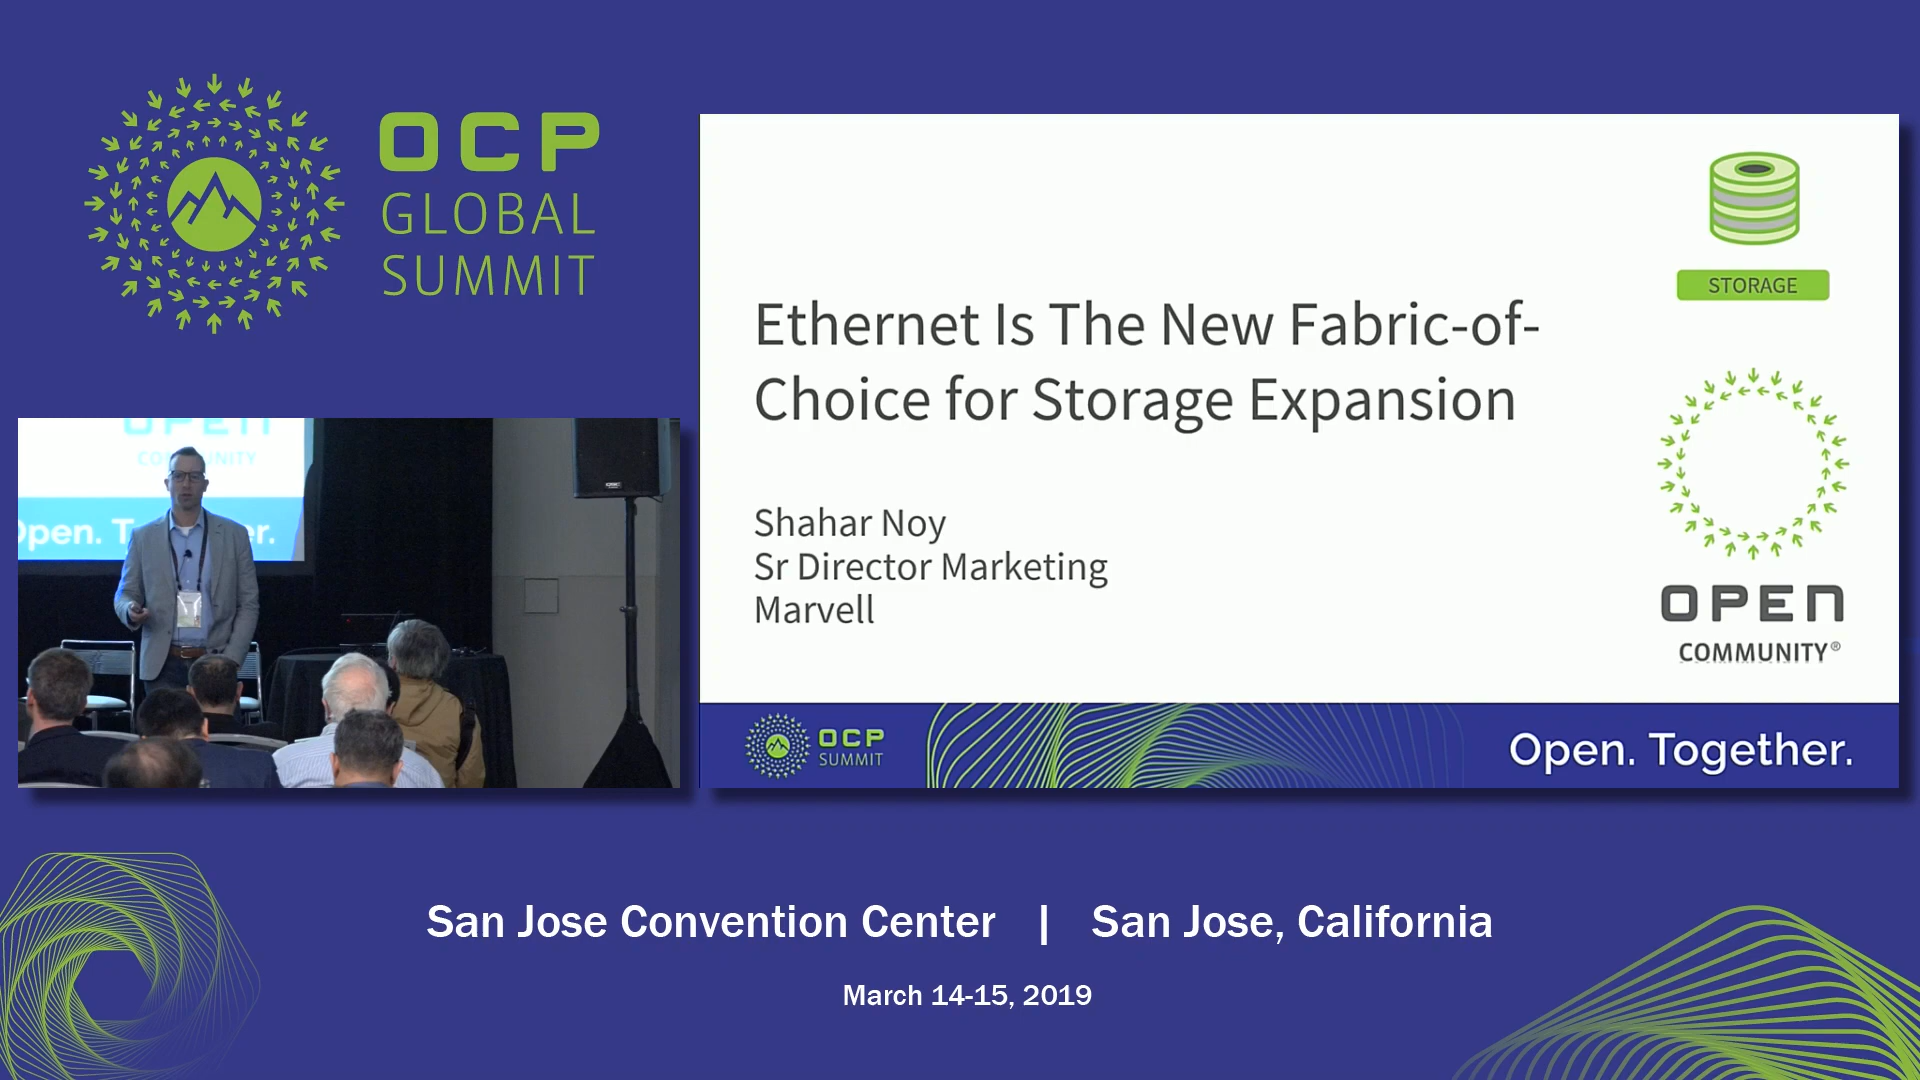 OCP
GLOBAL
SUMMIT
STORAGE
Ethernet Is The New Fabric-of-
Choice for Storage Expansion
Shahar Noy
Sr Director Marketing
Marvell
OPEN
COMMUNITY®
OCP
SUMMIT
Open. Together.
OPEN
San Jose Convention Center | San Jose, California
March 14-15, 2019